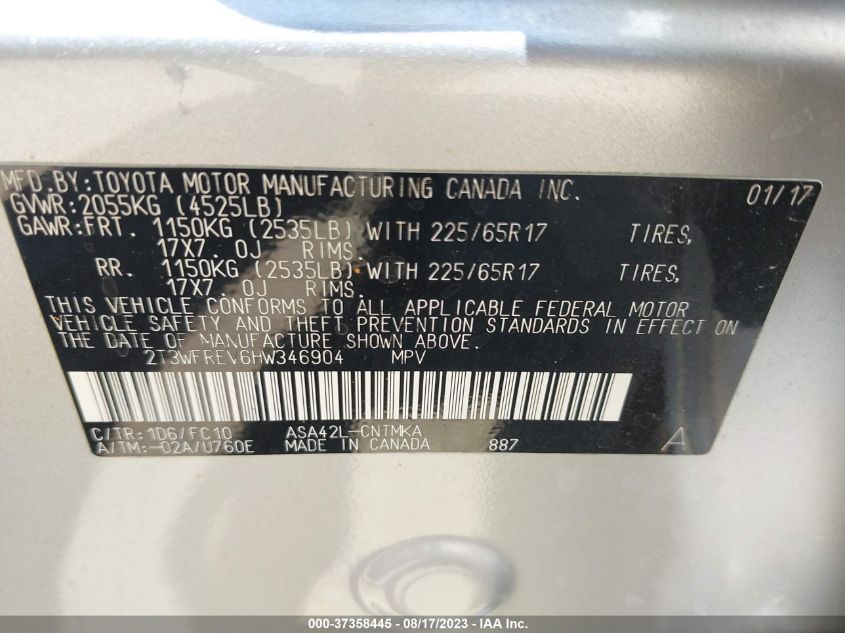 MFD.BY:TOYOTA MOTOR MANUFACTURING CANADA INC. 01/17
GVWR:2055KG (4525LB)
GAWR:FRT. 1150KG (2535LB) WITH 225/65R17 TIRES,
17X7.0J RIMS.
RR. 1150KG (2535LB) WITH 225/65R17 TIRES,
17X7.0J RIMS.
THIS VEHICLE CONFORMS TO ALL APPLICABLE FEDERAL MOTOR
VEHICLE SAFETY AND THEFT PREVENTION STANDARDS IN EFFECT ON
THE DATE OF MANUFACTURE SHOWN ABOVE.
2T3WFREV6HW346904 MPV
C/TR:1D6/FC10 ASA42L-CNTMKA
A/TM:-02A/U760E MADE IN CANADA 887 A
000-37358445 - 08/17/2023 - IAA Inc.